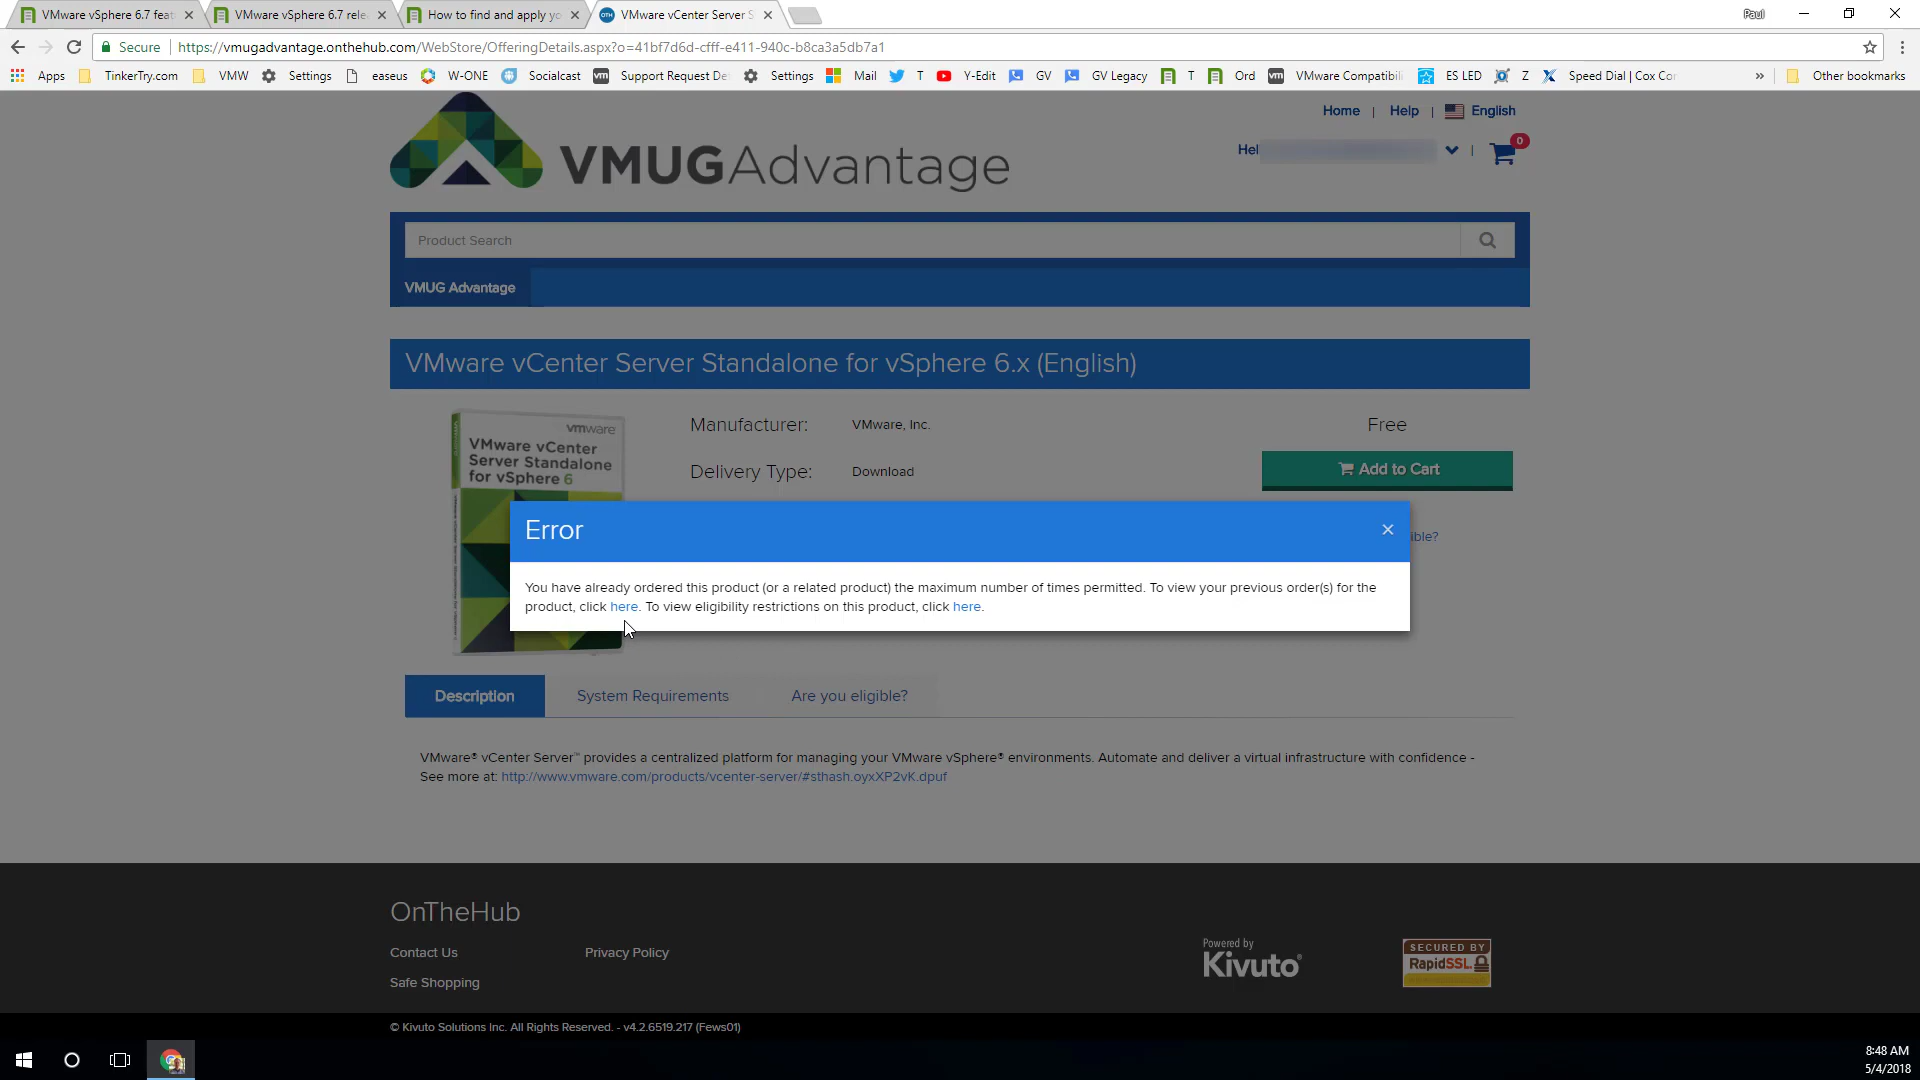 VMware vSphere 6.7 feat
VMware vSphere 6.7 rele
How to find and apply yo
VMware vCenter Server S
Paul
Secure
https://vmugadvantage.onthehub.com/WebStore/OfferingDetails.aspx?o=41bf7d6d-cfff-e411-940c-b8ca3a5db7a1
Apps TinkerTry.com VMW Settings easeus W-ONE Socialcast Support Request De Settings Mail T Y-Edit GV GV Legacy T Ord VMware Compatibili ES LED Z Speed Dial | Cox Cor » Other bookmarks
Home | Help | English
Hel | 0
VMUGAdvantage
Product Search
VMUG Advantage
VMware vCenter Server Standalone for vSphere 6.x (English)
vmware
VMware vCenter
Server Standalone
for vSphere 6
Manufacturer: VMware, Inc.
Free
Delivery Type: Download
Add to Cart
ible?
Error
You have already ordered this product (or a related product) the maximum number of times permitted. To view your previous order(s) for the
product, click here. To view eligibility restrictions on this product, click here.
Description System Requirements Are you eligible?
VMware® vCenter Server™ provides a centralized platform for managing your VMware vSphere® environments. Automate and deliver a virtual infrastructure with confidence -
See more at: http://www.vmware.com/products/vcenter-server/#sthash.oyxXP2vK.dpuf
OnTheHub
Contact Us
Privacy Policy
Safe Shopping
Powered by
Kivuto®
SECURED BY
RapidSSL
© Kivuto Solutions Inc. All Rights Reserved. - v4.2.6519.217 (Fews01)
8:48 AM
5/4/2018